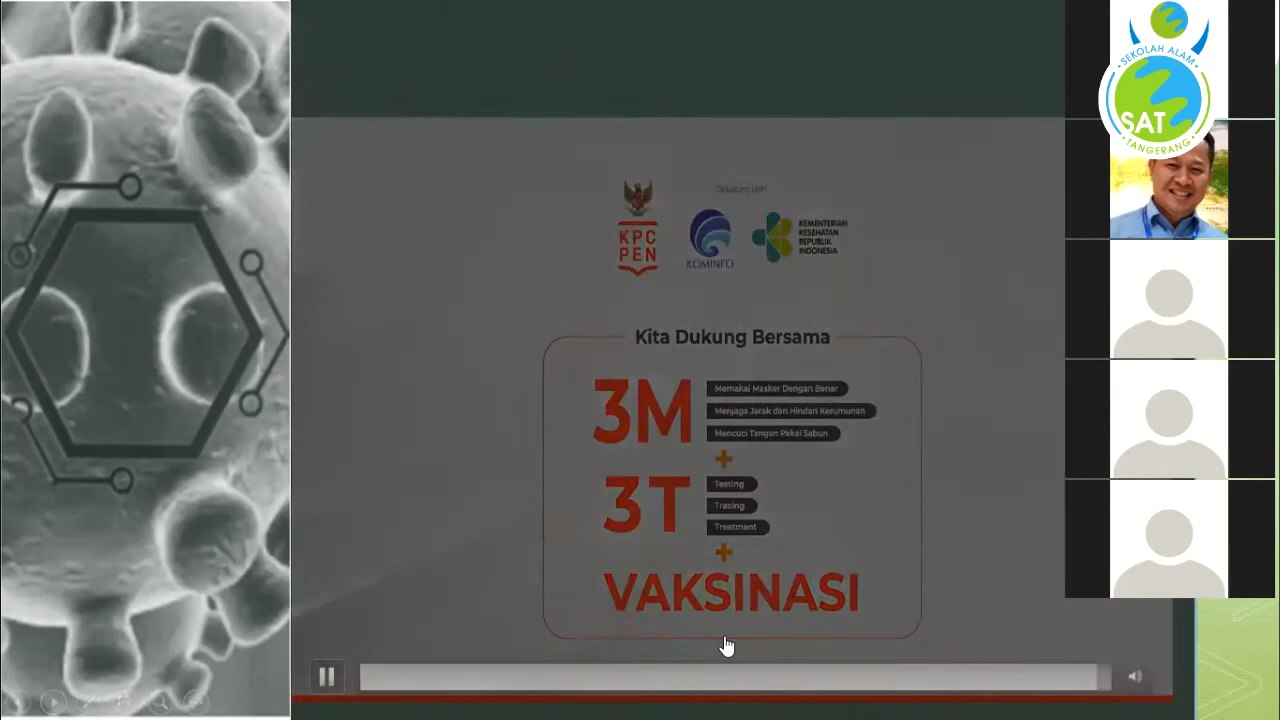 SEKOLAH ALAM
SAT
TANGERANG
Didukung oleh:
KPC
PEN
KOMINFO
KEMENTERIAN
KESEHATAN
REPUBLIK
INDONESIA
Kita Dukung Bersama
3M
Memakai Masker Dengan Benar
Menjaga Jarak dan Hindari Kerumunan
Mencuci Tangan Pakai Sabun
+
3T
Testing
Tracing
Treatment
+
VAKSINASI